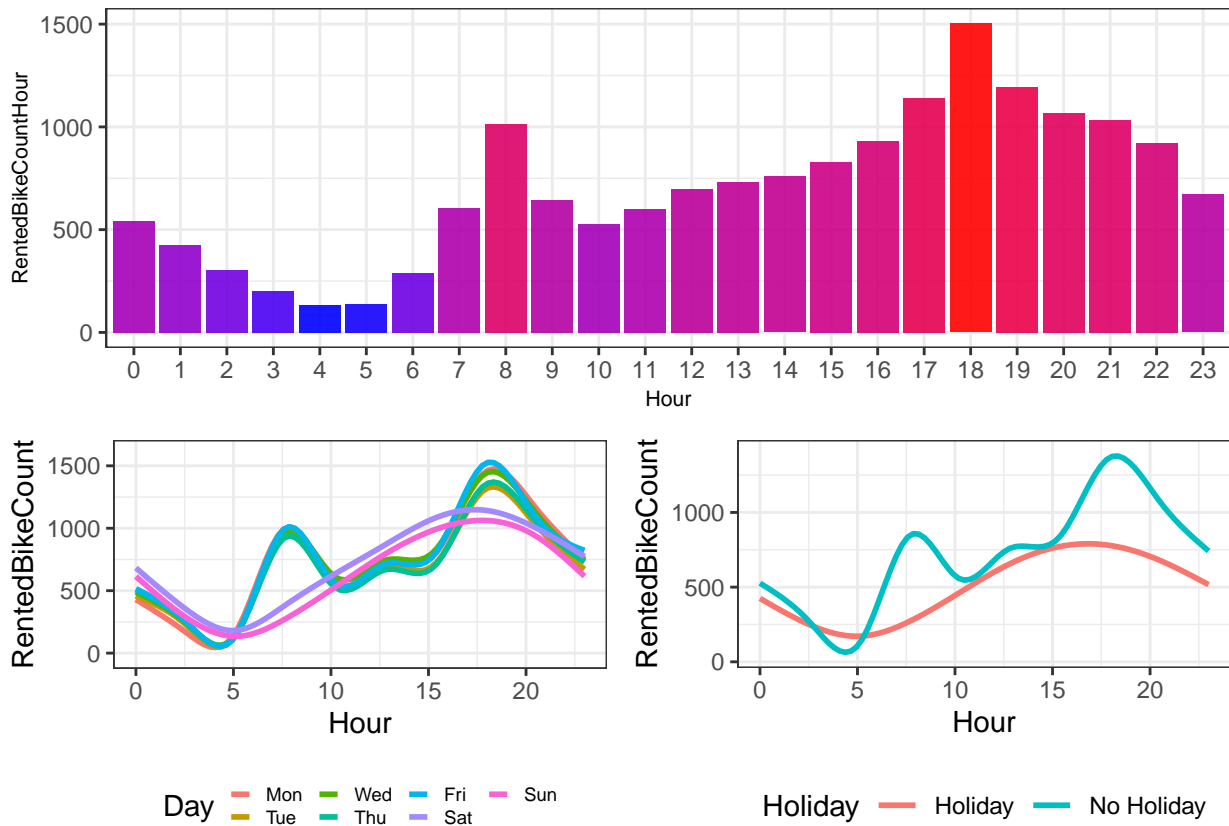 RentedBikeCountHour
1500
1000
500
0
0 1 2 3 4 5 6 7 8 9 10 11 12 13 14 15 16 17 18 19 20 21 22 23
Hour
RentedBikeCount
1500
1000
500
0
0 5 10 15 20
Hour
Day Mon Wed Fri Sun
Tue Thu Sat
RentedBikeCount
1000
500
0
0 5 10 15 20
Hour
Holiday Holiday No Holiday